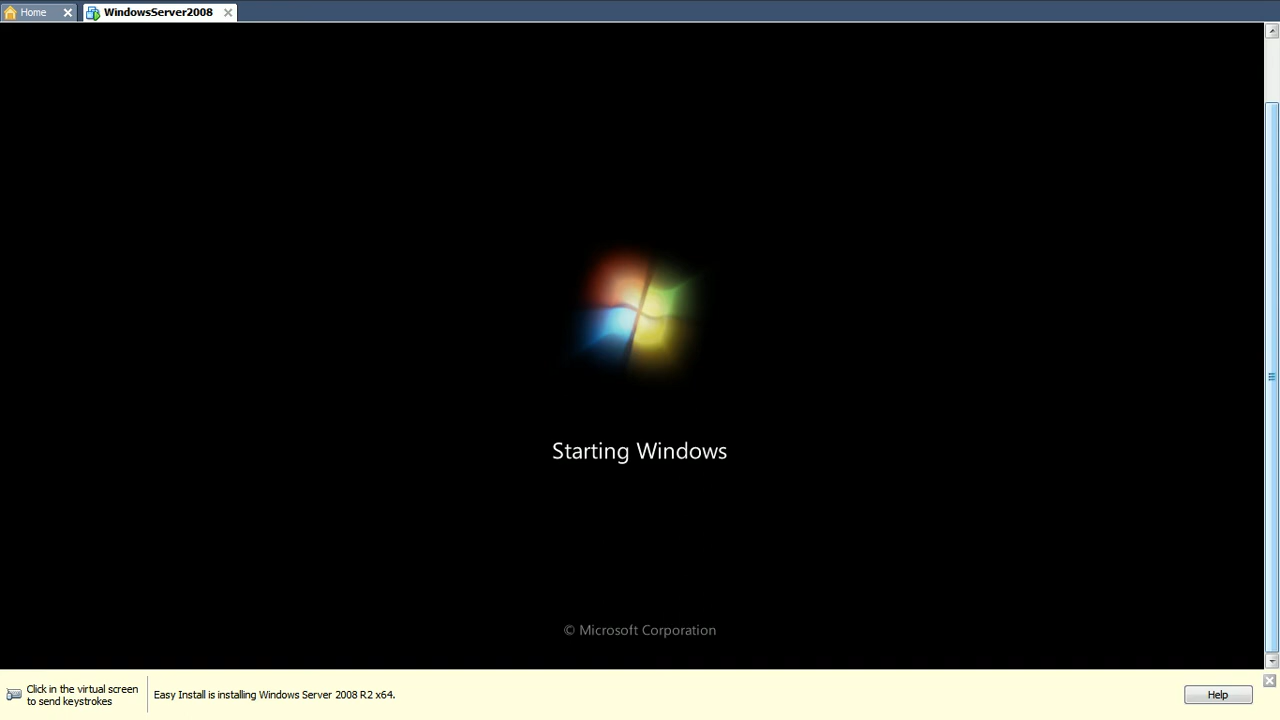 Home
WindowsServer2008
Starting Windows
© Microsoft Corporation
Click in the virtual screen
to send keystrokes
Easy Install is installing Windows Server 2008 R2 x64.
Help